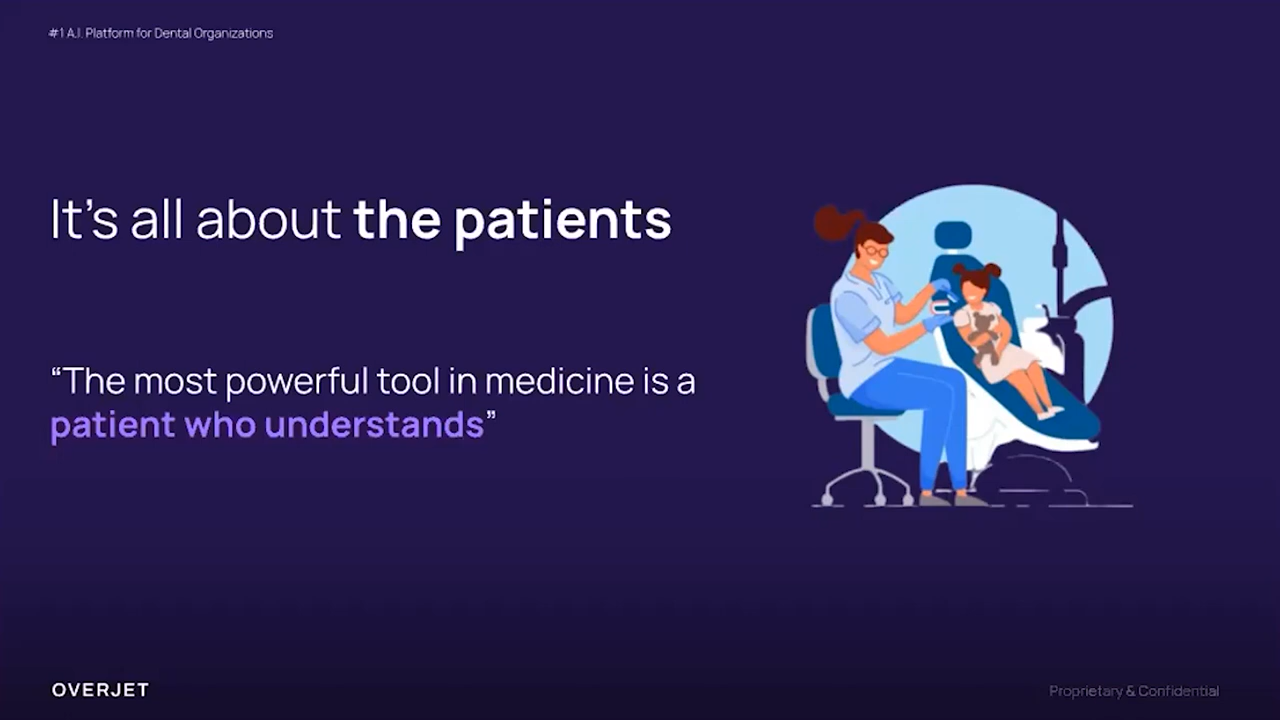 #1 A.I. Platform for Dental Organizations
It’s all about the patients
“The most powerful tool in medicine is a
patient who understands”
OVERJET
Proprietary & Confidential